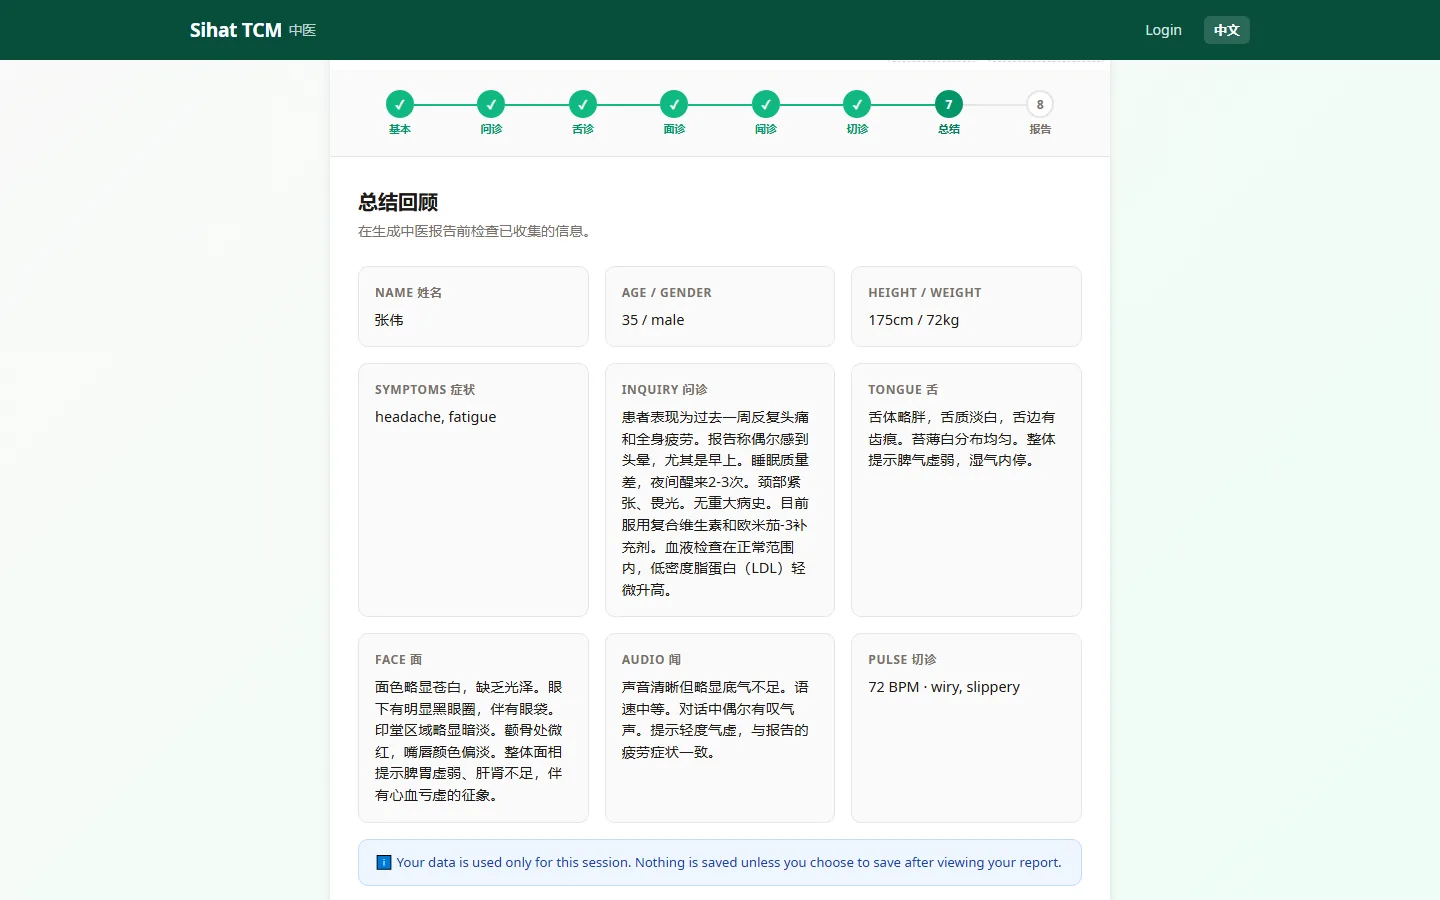 Sihat TCM 中医
Login
中文
✓ ✓ ✓ ✓ ✓ ✓ 7 8
基本 问诊 舌诊 面诊 闻诊 切诊 总结 报告
总结回顾
在生成中医报告前检查已收集的信息。
NAME 姓名
张伟
AGE / GENDER
35 / male
HEIGHT / WEIGHT
175cm / 72kg
SYMPTOMS 症状
headache, fatigue
INQUIRY 问诊
患者表现为过去一周反复头痛
和全身疲劳。报告称偶尔感到
头晕，尤其是早上。睡眠质量
差，夜间醒来2-3次。颈部紧
张、畏光。无重大病史。目前
服用复合维生素和欧米茄-3补
充剂。血液检查在正常范围
内，低密度脂蛋白（LDL）轻
微升高。
TONGUE 舌
舌体略胖，舌质淡白，舌边有
齿痕。苔薄白分布均匀。整体
提示脾气虚弱，湿气内停。
FACE 面
面色略显苍白，缺乏光泽。眼
下有明显黑眼圈，伴有眼袋。
印堂区域略显暗淡。颧骨处微
红，嘴唇颜色偏淡。整体面相
提示脾胃虚弱、肝肾不足，伴
有心血亏虚的征象。
AUDIO 闻
声音清晰但略显底气不足。语
速中等。对话中偶尔有叹气
声。提示轻度气虚，与报告的
疲劳症状一致。
PULSE 切诊
72 BPM · wiry, slippery
ℹ Your data is used only for this session. Nothing is saved unless you choose to save after viewing your report.